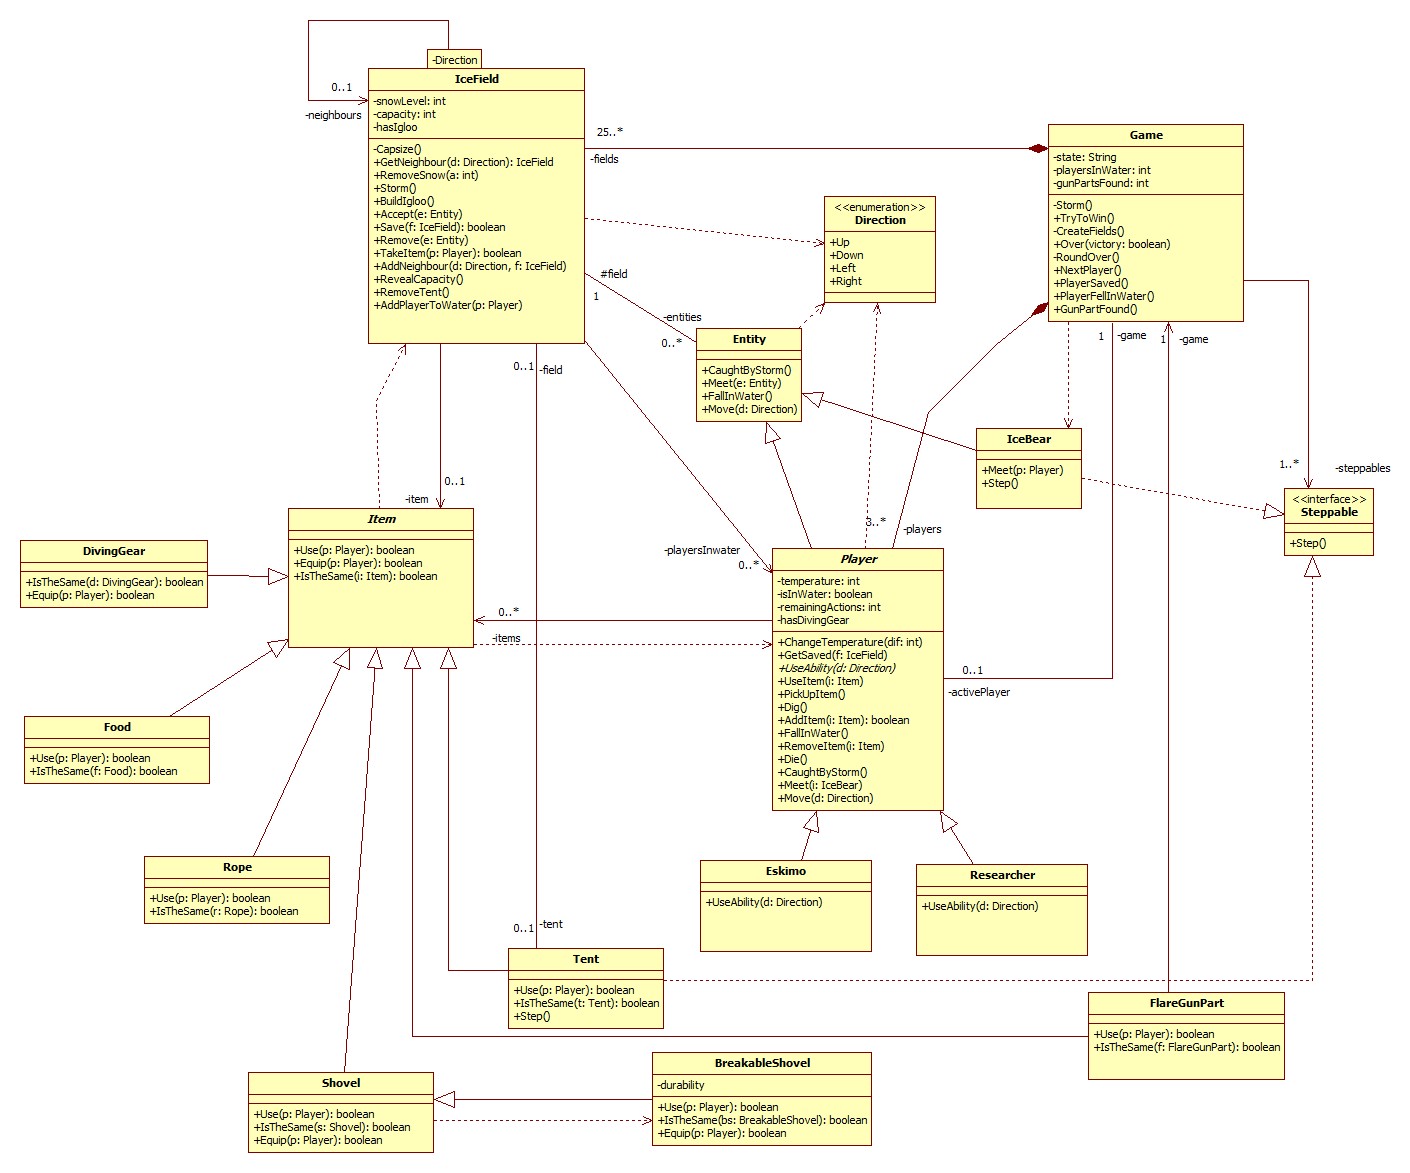 -Direction
IceField
-snowLevel: int
-capacity: int
-hasIgloo
-Capsize()
+GetNeighbour(d: Direction): IceField
+RemoveSnow(a: int)
+Storm()
+BuildIgloo()
+Accept(e: Entity)
+Save(f: IceField): boolean
+Remove(e: Entity)
+TakeItem(p: Player): boolean
+AddNeighbour(d: Direction, f: IceField)
+RevealCapacity()
+RemoveTent()
+AddPlayerToWater(p: Player)
0..1
-neighbours
25..*
-fields
Game
-state: String
-playersInWater: int
-gunPartsFound: int
-Storm()
+TryToWin()
-CreateFields()
+Over(victory: boolean)
-RoundOver()
+NextPlayer()
+PlayerSaved()
+PlayerFellInWater()
+GunPartFound()
<<enumeration>>
Direction
+Up
+Down
+Left
+Right
#field
1
-entities
0..*
Entity
+CaughtByStorm()
+Meet(e: Entity)
+FallInWater()
+Move(d: Direction)
1
-game
1
-game
0..1
-field
IceBear
+Meet(p: Player)
+Step()
1..*
-steppables
<<interface>>
Steppable
+Step()
0..1
-item
Item
+Use(p: Player): boolean
+Equip(p: Player): boolean
+IsTheSame(i: Item): boolean
3..*
-players
-playersInwater
0..*
Player
-temperature: int
-isInWater: boolean
-remainingActions: int
-hasDivingGear
+ChangeTemperature(dif: int)
+GetSaved(f: IceField)
+UseAbility(d: Direction)
+UseItem(i: Item)
+PickUpItem()
+Dig()
+AddItem(i: Item): boolean
+FallInWater()
+RemoveItem(i: Item)
+Die()
+CaughtByStorm()
+Meet(i: IceBear)
+Move(d: Direction)
DivingGear
+IsTheSame(d: DivingGear): boolean
+Equip(p: Player): boolean
0..*
-items
0..1
-activePlayer
Food
+Use(p: Player): boolean
+IsTheSame(f: Food): boolean
Rope
+Use(p: Player): boolean
+IsTheSame(r: Rope): boolean
Eskimo
+UseAbility(d: Direction)
Researcher
+UseAbility(d: Direction)
0..1
-tent
Tent
+Use(p: Player): boolean
+IsTheSame(t: Tent): boolean
+Step()
FlareGunPart
+Use(p: Player): boolean
+IsTheSame(f: FlareGunPart): boolean
Shovel
+Use(p: Player): boolean
+IsTheSame(s: Shovel): boolean
+Equip(p: Player): boolean
BreakableShovel
-durability
+Use(p: Player): boolean
+IsTheSame(bs: BreakableShovel): boolean
+Equip(p: Player): boolean